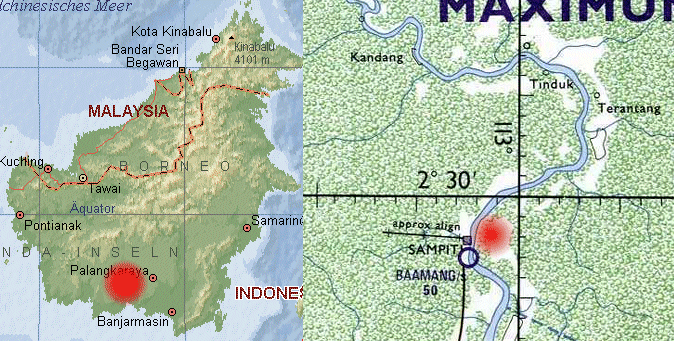 dchinesisches Meer
Kota Kinabalu
Bandar Seri
Begawan
Kinabalu
4101 m
MALAYSIA
Kuching
BORNEO
Tawai
Äquator
Pontianak
Samarin
NDA-INSELN
Palangkaraya
INDONES
Banjarmasin
MAXIMUM
Kandang
Tinduk
Terantang
113°
2° 30'
approx align
SAMPIT
BAAMANG/S
50